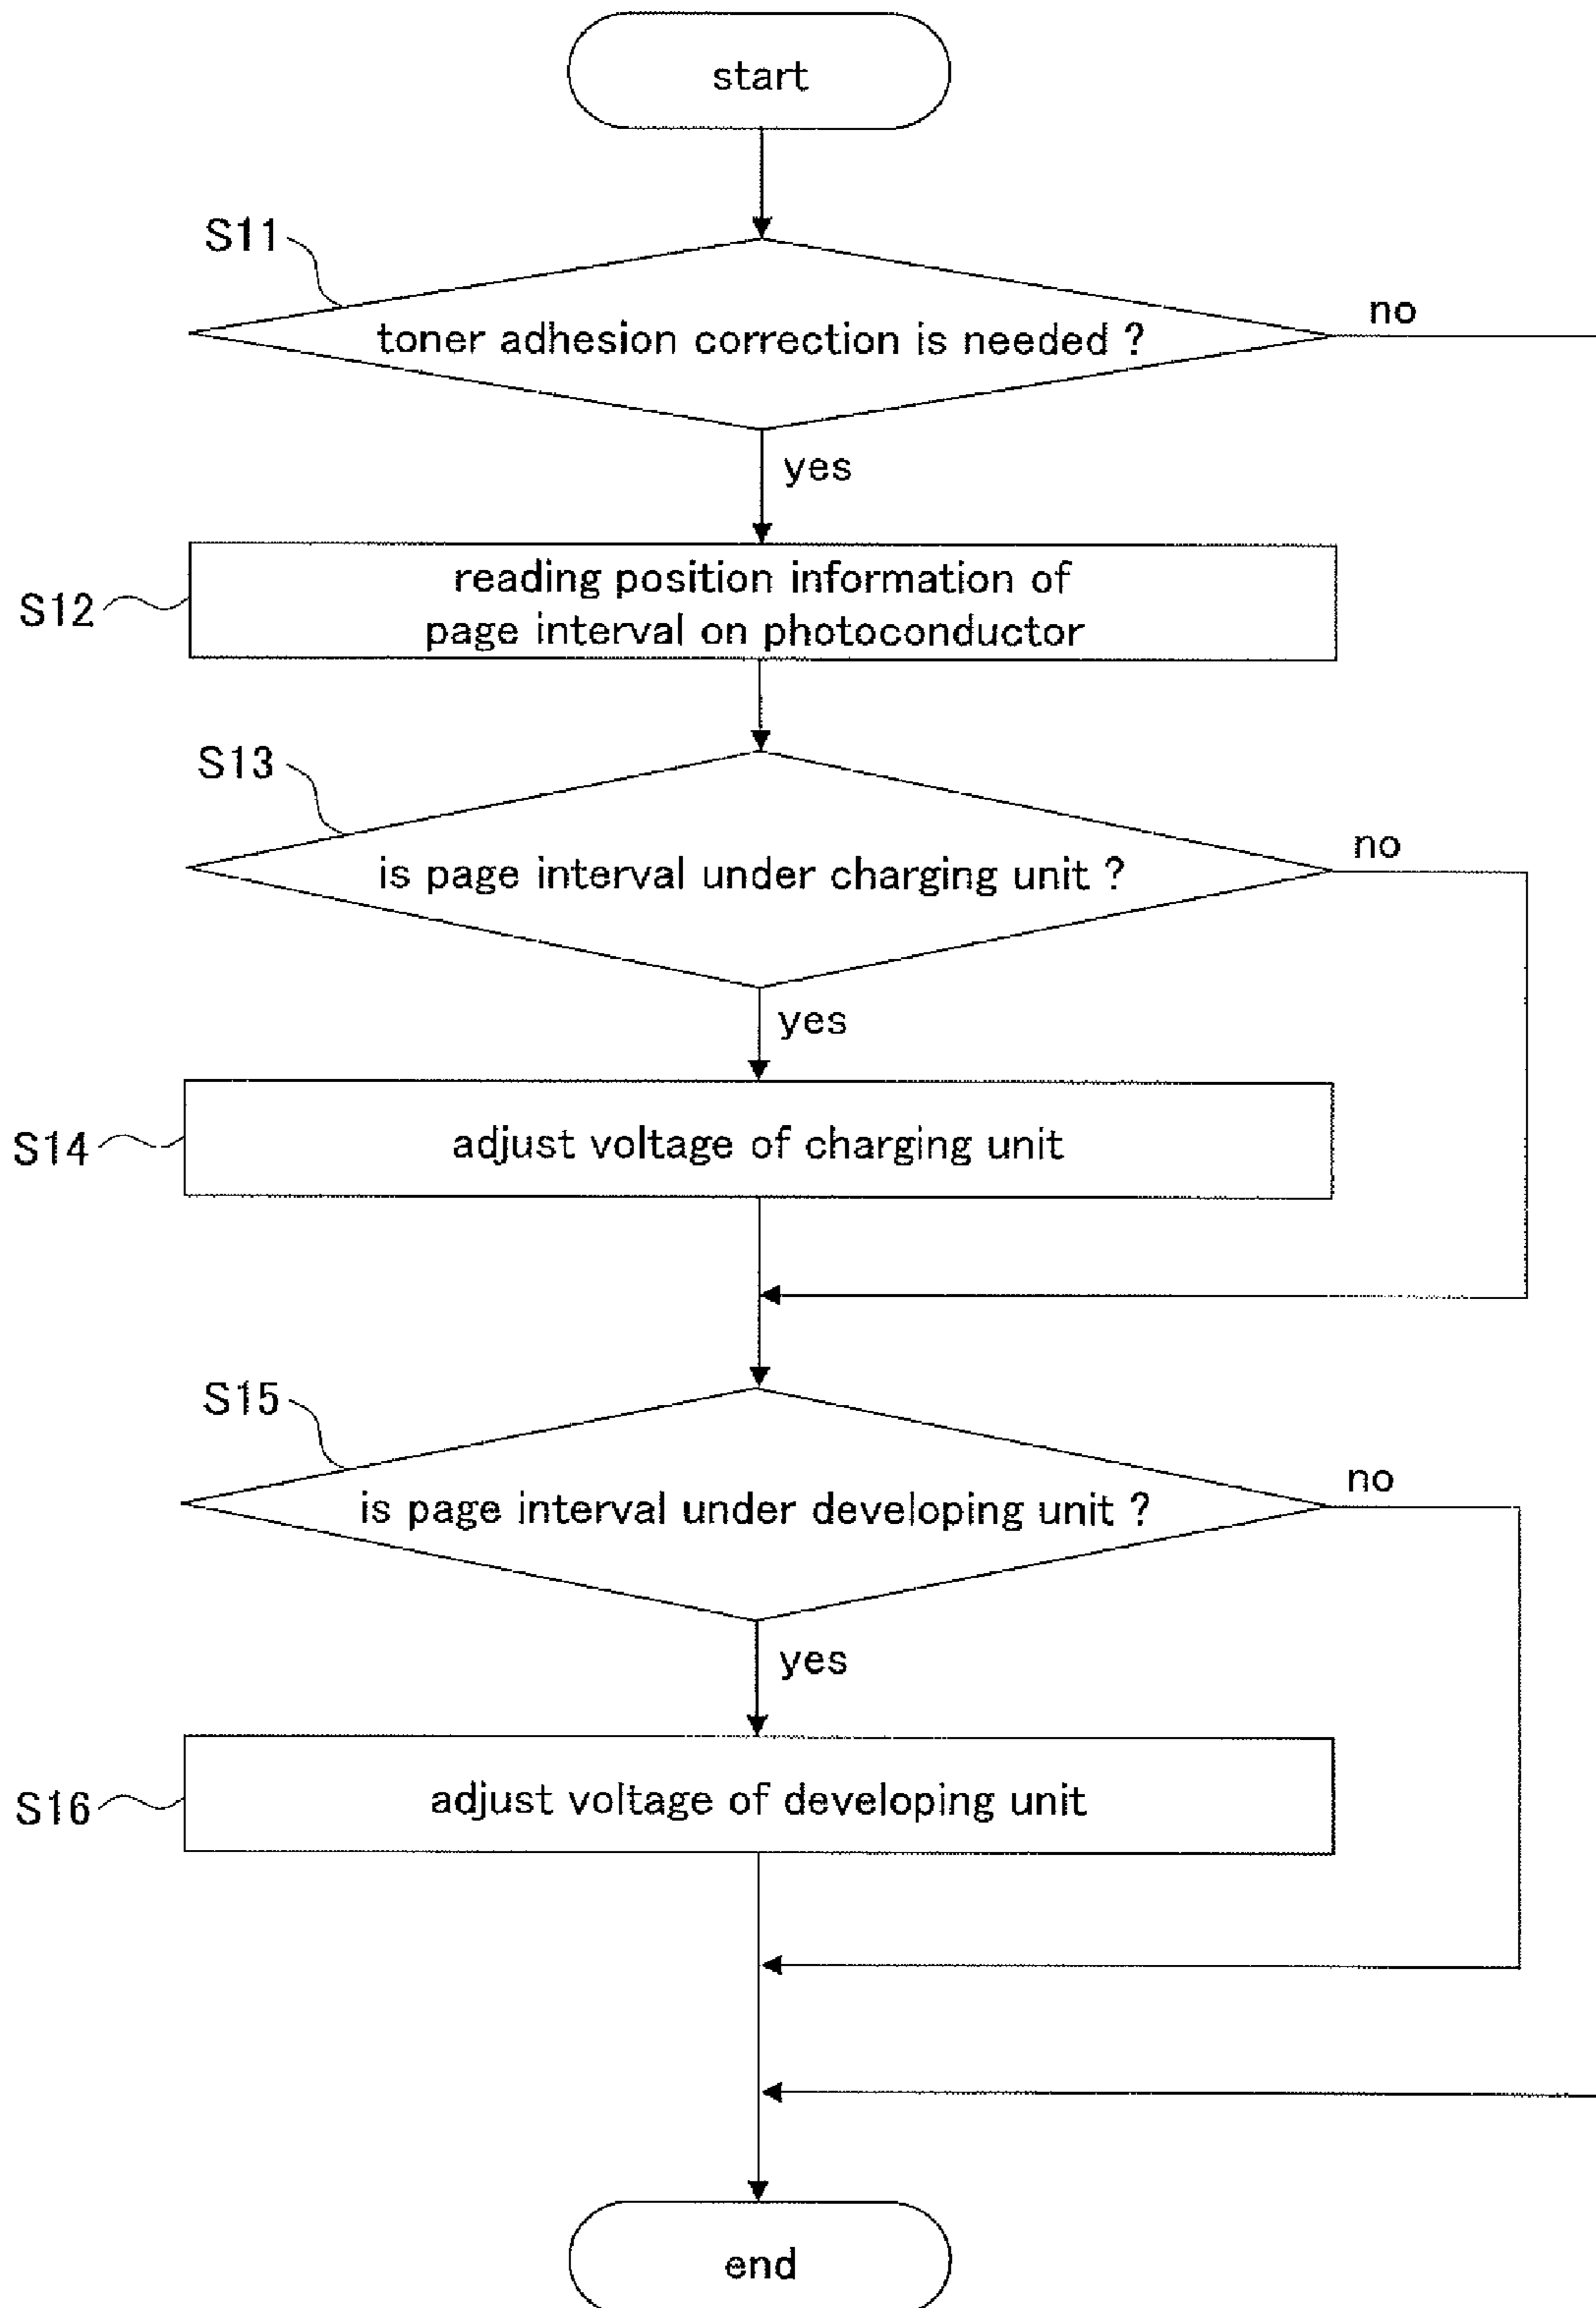 start
S11
toner adhesion correction is needed ?
no
yes
S12
reading position information of
page interval on photoconductor
S13
is page interval under charging unit ?
no
yes
S14
adjust voltage of charging unit
S15
is page interval under developing unit ?
no
yes
S16
adjust voltage of developing unit
end